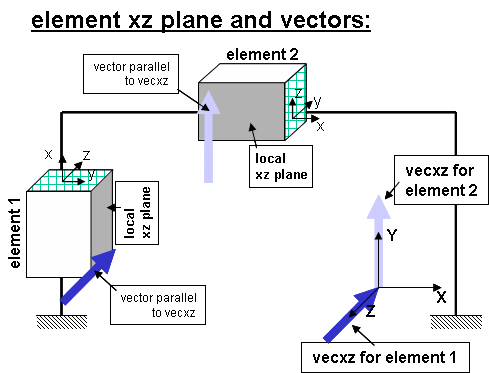 element xz plane and vectors:
element 2
vector parallel
to vecxz
z
y
x
local
xz plane
x
z
y
element 1
local
xz plane
vector parallel
to vecxz
vecxz for
element 2
Y
X
Z
vecxz for element 1